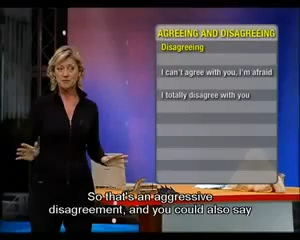 AGREEING AND DISAGREEING
Disagreeing
I can't agree with you, I'm afraid
I totally disagree with you
So that's an aggressive
disagreement, and you could also say